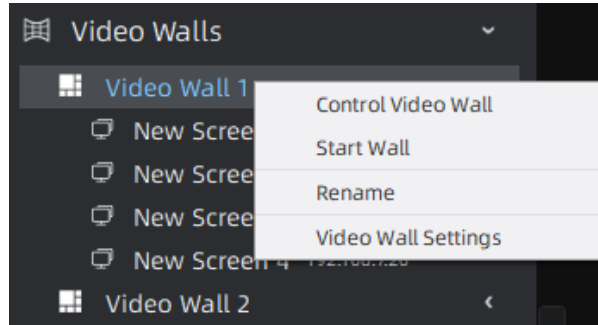 Video Walls
Video Wall 1
Control Video Wall
New Scree
Start Wall
New Scree
Rename
New Scree
Video Wall Settings
New Screen 4
Video Wall 2